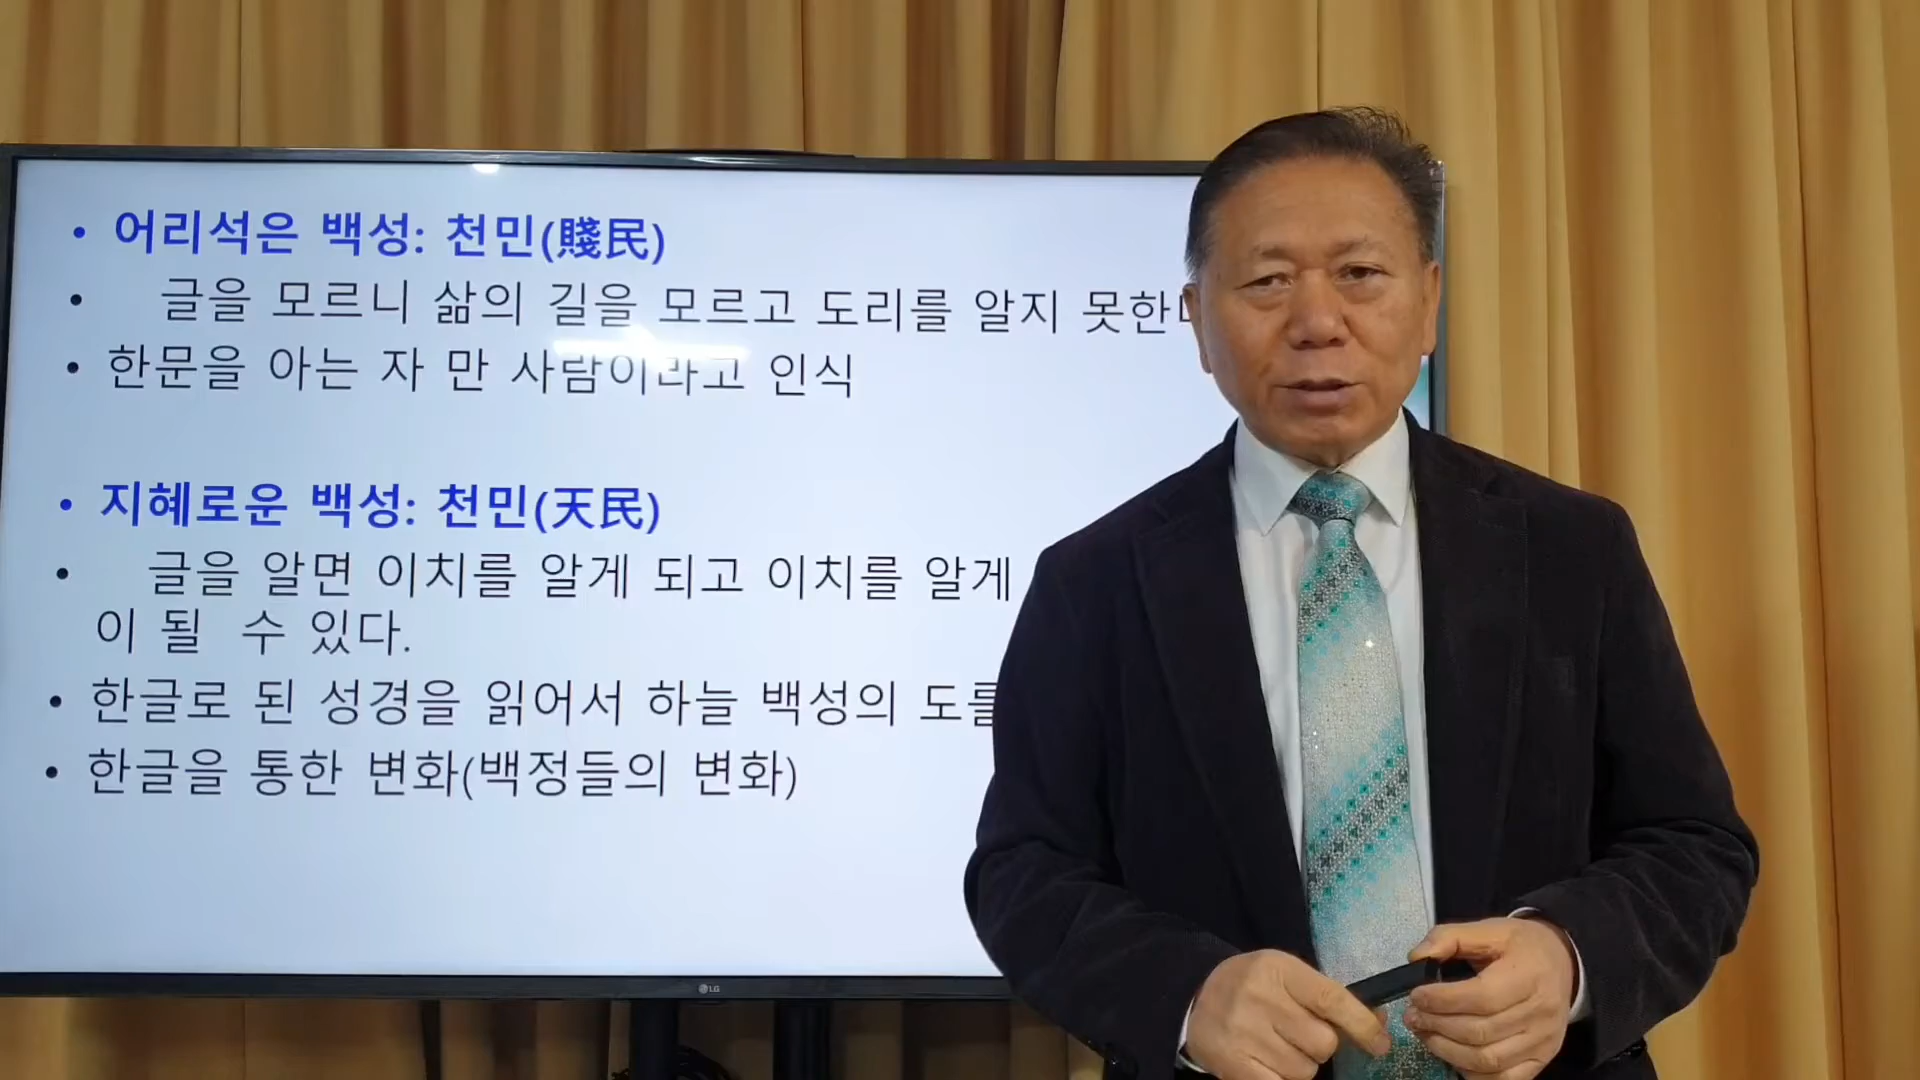 • 어리석은 백성: 천민(賤民)
• 글을 모르니 삶의 길을 모르고 도리를 알지 못한
• 한문을 아는 자 만 사람이라고 인식
• 지혜로운 백성: 천민(天民)
• 글을 알면 이치를 알게 되고 이치를 알게
이 될 수 있다.
• 한글로 된 성경을 읽어서 하늘 백성의 도를
• 한글을 통한 변화(백정들의 변화)
LG